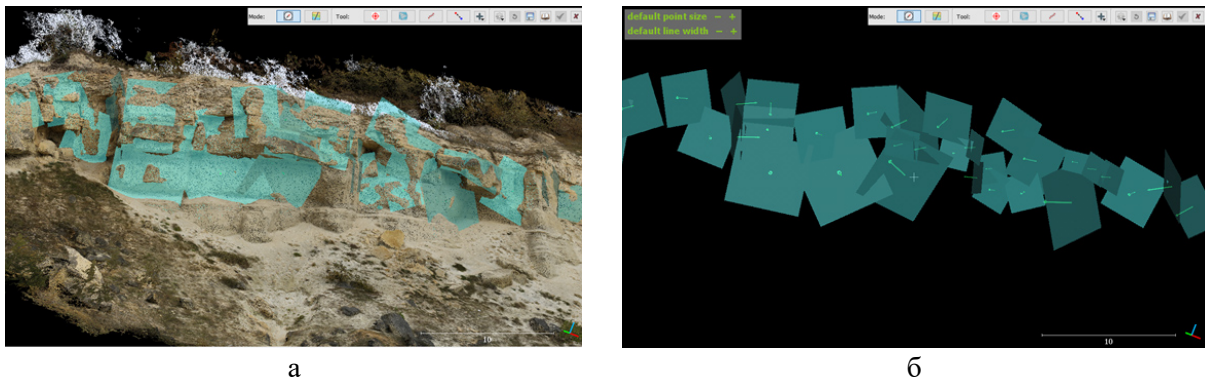 Mode: Tool:
10
а
default point size − +
default line width − +
Mode: Tool:
10
б